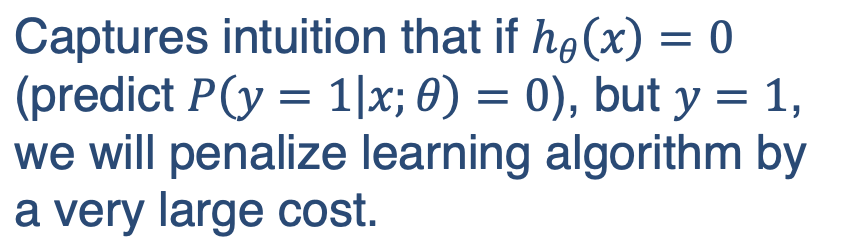 Captures intuition that if ℎ𝜃(𝑥) = 0
(predict 𝑃(𝑦 = 1|𝑥; 𝜃) = 0), but 𝑦 = 1,
we will penalize learning algorithm by
a very large cost.